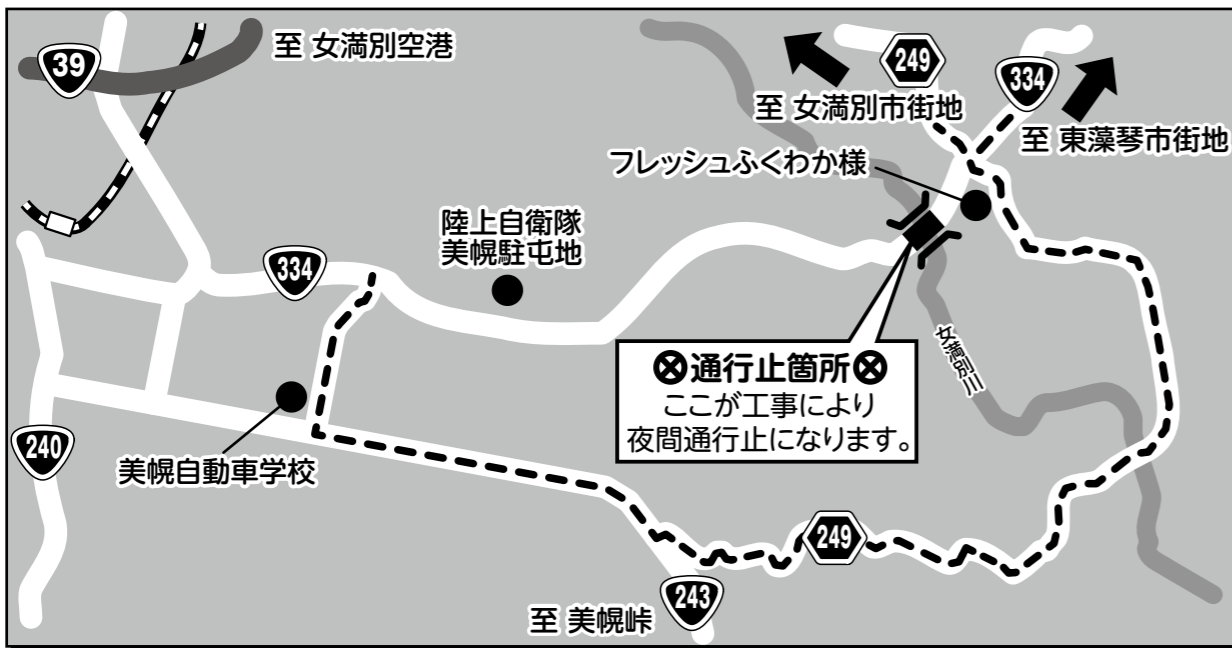 39
至 女満別空港
249
334
至 女満別市街地
至 東藻琴市街地
フレッシュふくわか様
陸上自衛隊
美幌駐屯地
334
女満別川
⊗通行止箇所⊗
ここが工事により
夜間通行止になります。
240
美幌自動車学校
249
243
至 美幌峠